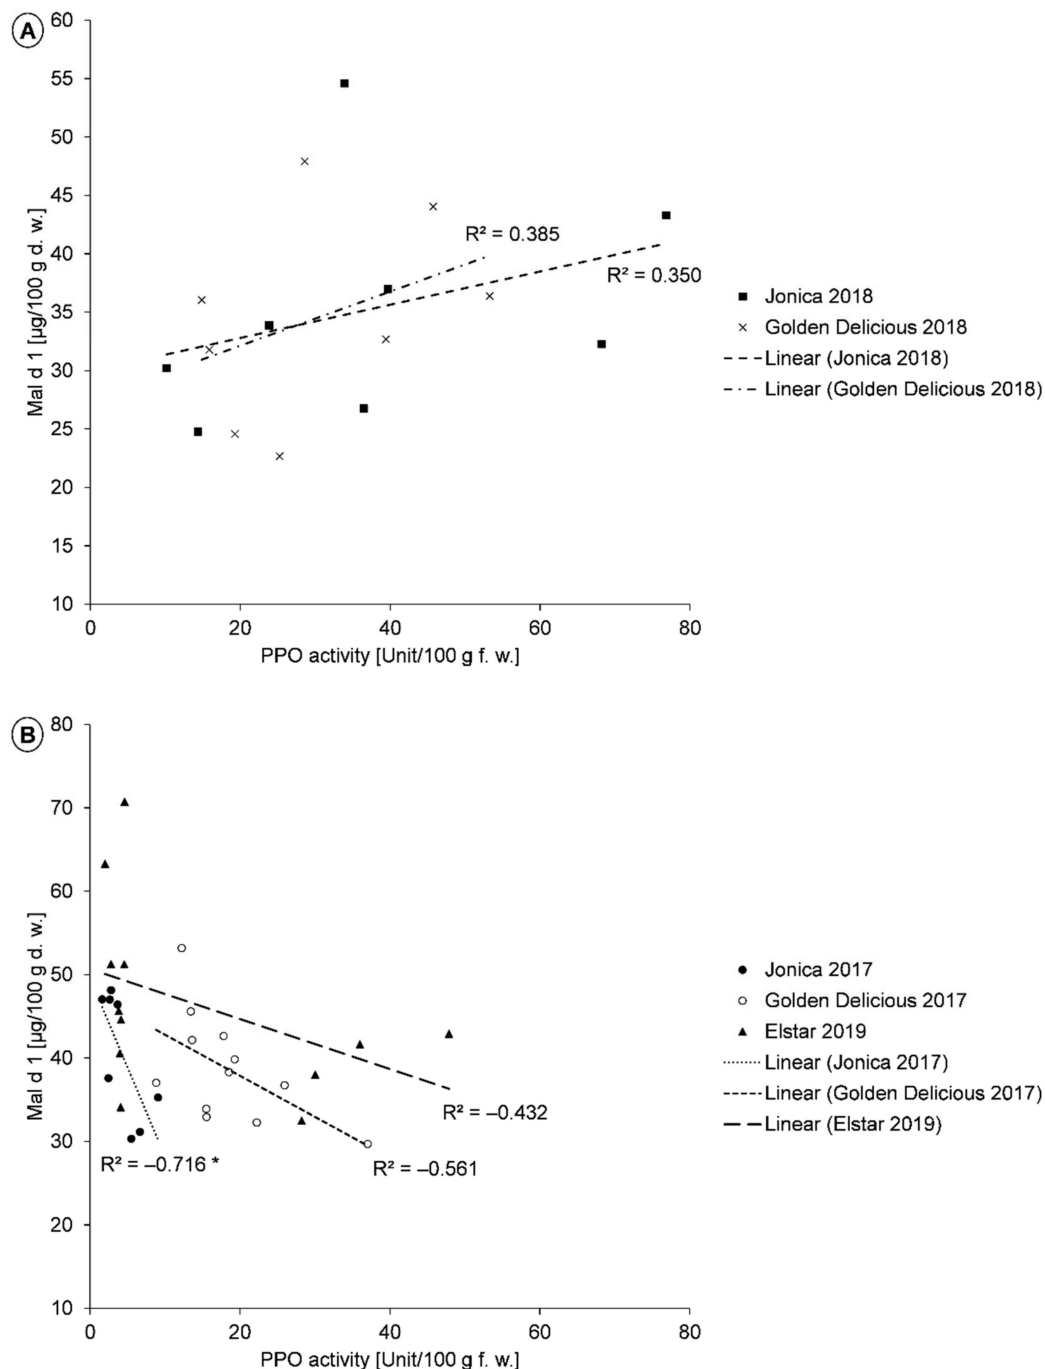 A
60
55
50
45
40
35
30
25
20
15
10
Mal d 1 [µg/100 g d. w.]
R² = 0.385
R² = 0.350
0 20 40 60 80
PPO activity [Unit/100 g f. w.]
Jonica 2018
Golden Delicious 2018
Linear (Jonica 2018)
Linear (Golden Delicious 2018)
B
80
70
60
50
40
30
20
10
Mal d 1 [µg/100 g d. w.]
R² = –0.432
R² = –0.716 *
R² = –0.561
0 20 40 60 80
PPO activity [Unit/100 g f. w.]
Jonica 2017
Golden Delicious 2017
Elstar 2019
Linear (Jonica 2017)
Linear (Golden Delicious 2017)
Linear (Elstar 2019)